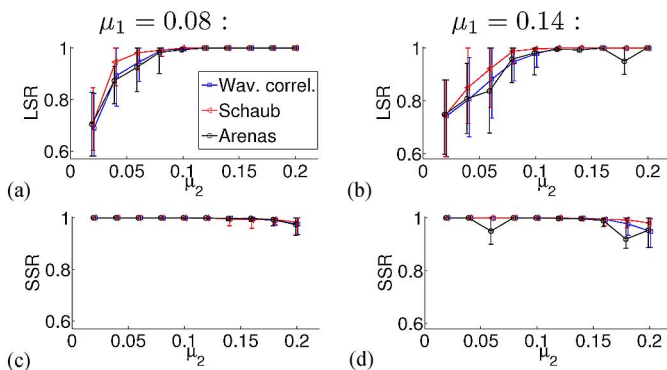 μ₁ = 0.08 :
μ₁ = 0.14 :
1
0.8
0.6
LSR
Wav. correl.
Schaub
Arenas
0 0.05 0.1 0.15 0.2
μ₂
(a)
1
0.8
0.6
LSR
0 0.05 0.1 0.15 0.2
μ₂
(b)
1
0.8
0.6
SSR
0 0.05 0.1 0.15 0.2
μ₂
(c)
1
0.8
0.6
SSR
0 0.05 0.1 0.15 0.2
μ₂
(d)